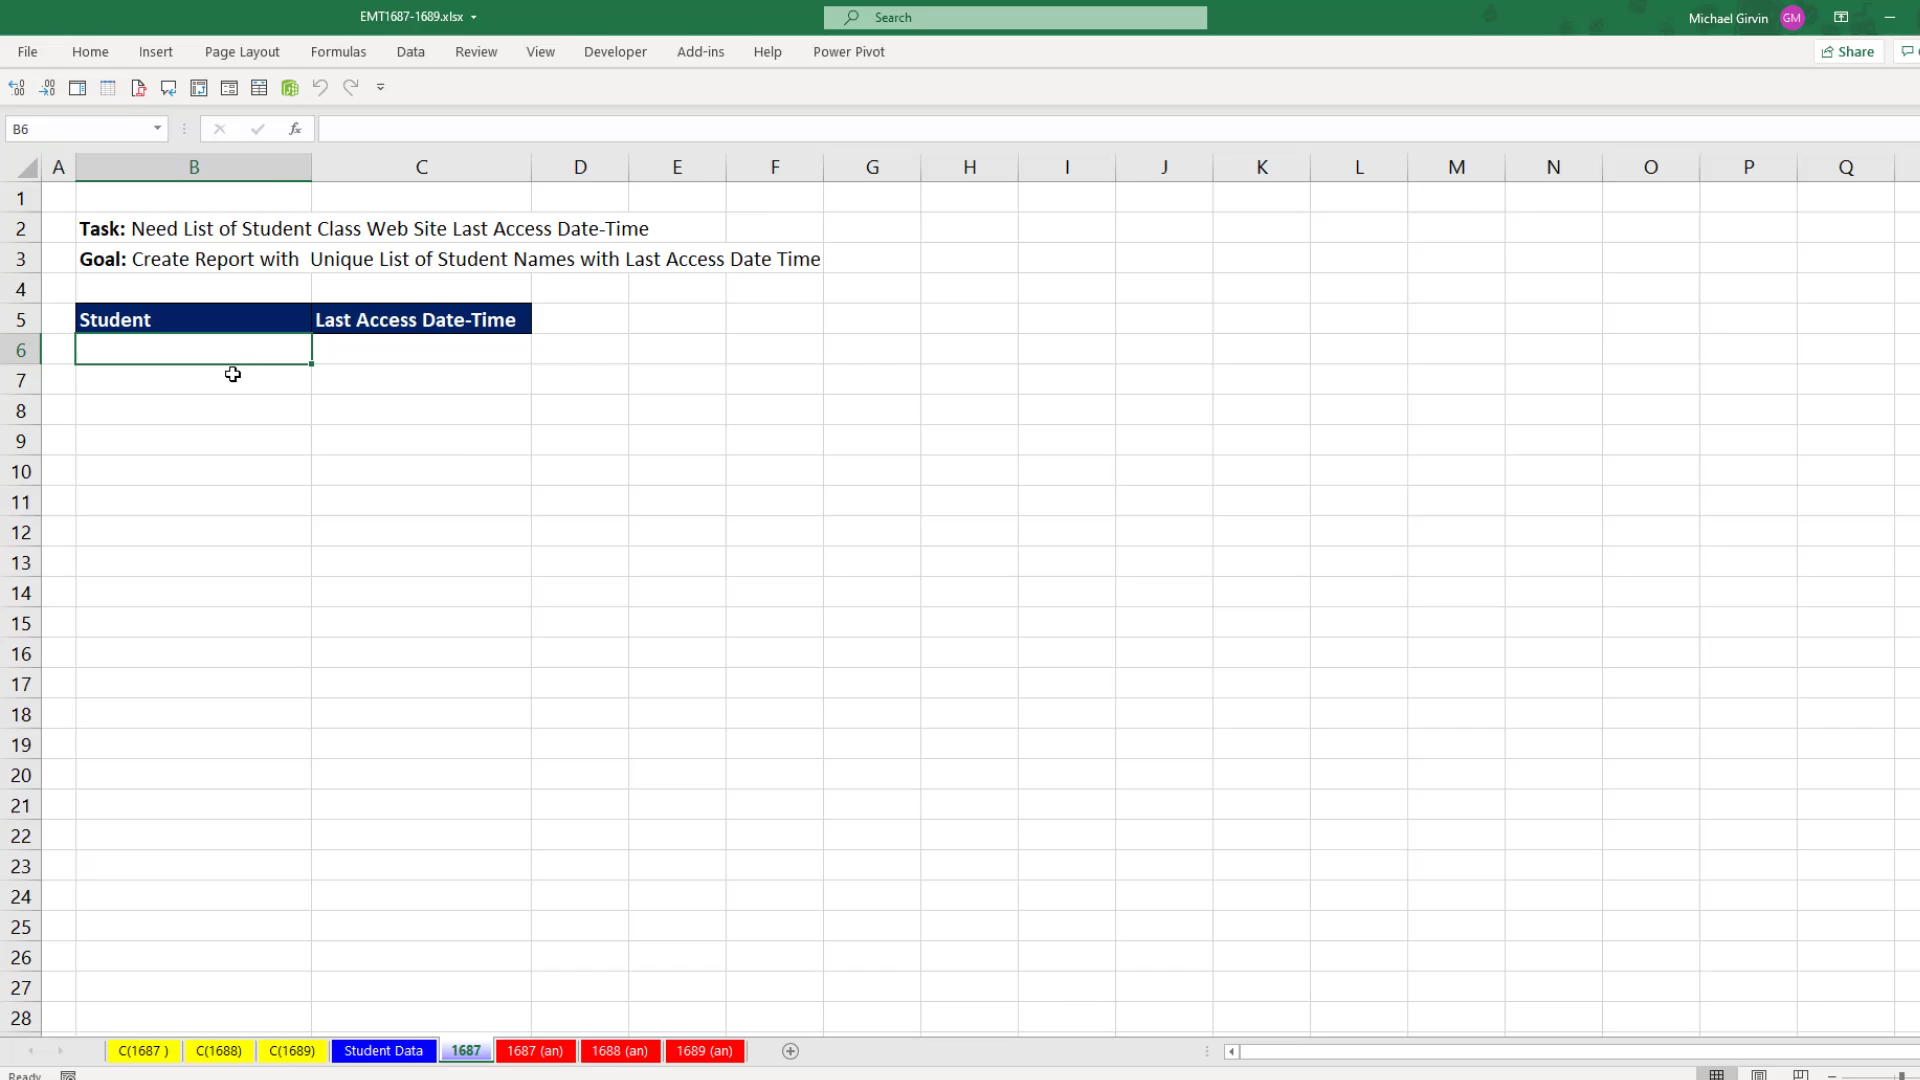 EMT1687-1689.xlsx
Search
Michael Girvin GM
File Home Insert Page Layout Formulas Data Review View Developer Add-ins Help Power Pivot Share
B6 fx
A B C D E F G H I J K L M N O P Q
1
2 Task: Need List of Student Class Web Site Last Access Date-Time
3 Goal: Create Report with Unique List of Student Names with Last Access Date Time
4
5 Student Last Access Date-Time
6
7
8
9
10
11
12
13
14
15
16
17
18
19
20
21
22
23
24
25
26
27
28
C(1687 ) C(1688) C(1689) Student Data 1687 1687 (an) 1688 (an) 1689 (an)
Ready